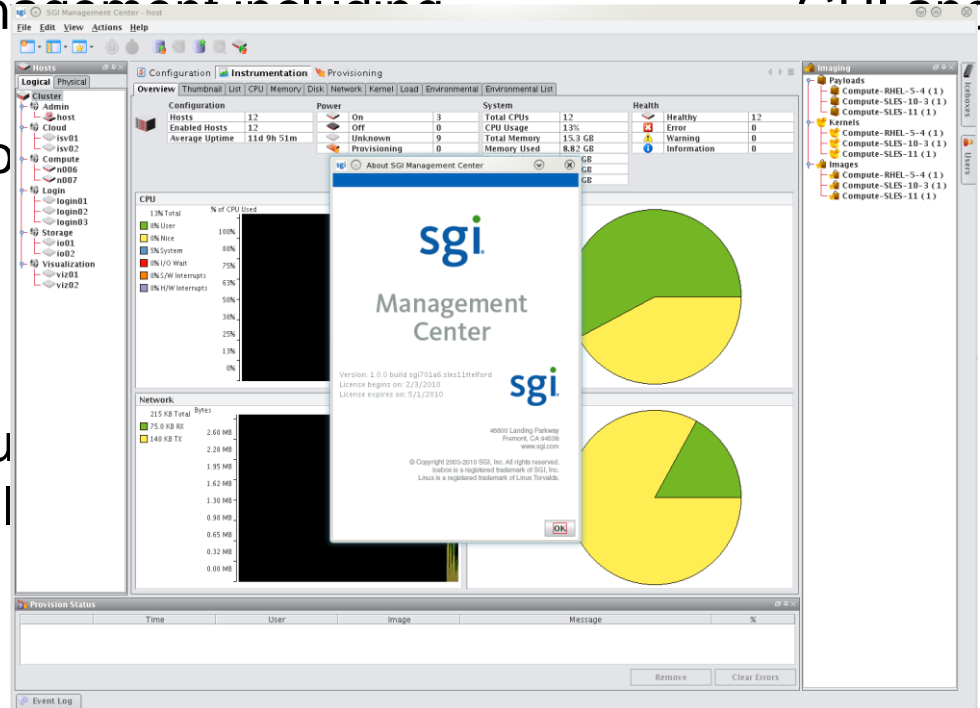 nagement including
GUI and
SGI Management Center - host
File Edit View Actions Help
Hosts
Logical Physical
Cluster
Admin
host
Cloud
isv01
isv02
Compute
n006
n007
Login
login01
login02
login03
Storage
io01
io02
Visualization
viz01
viz02
Configuration Instrumentation Provisioning
Overview Thumbnail List CPU Memory Disk Network Kernel Load Environmental Environmental List
Configuration
Hosts 12
Enabled Hosts 12
Average Uptime 11d 9h 51m
Power
On 3
Off 0
Unknown 9
Provisioning 0
System
Total CPUs 12
CPU Usage 13%
Total Memory 15.3 GB
Memory Used 8.82 GB
GB
GB
GB
Health
Healthy 12
Error 0
Warning 0
Information 0
CPU
13% Total
8% User
0% Nice
5% System
0% I/O Wait
0% S/W Interrupts
0% H/W Interrupts
% of CPU Used
100%
88%
75%
63%
50%
38%
25%
13%
0%
Network
215 KB Total
75.0 KB RX
140 KB TX
Bytes
2.60 MB
2.28 MB
1.95 MB
1.62 MB
1.30 MB
0.98 MB
0.65 MB
0.32 MB
0.00 MB
About SGI Management Center
sgi
Management
Center
Version: 1.0.0 build sgi701a6.sles11ttelford
License begins on: 2/3/2010
License expires on: 5/1/2010
sgi
46600 Landing Parkway
Fremont, CA 94538
www.sgi.com
© Copyright 2003-2010 SGI, Inc. All rights reserved.
Icebox is a registered trademark of SGI, Inc.
Linux is a registered trademark of Linus Torvalds.
OK
Imaging
Payloads
Compute-RHEL-5-4 (1)
Compute-SLES-10-3 (1)
Compute-SLES-11 (1)
Kernels
Compute-RHEL-5-4 (1)
Compute-SLES-10-3 (1)
Compute-SLES-11 (1)
Images
Compute-RHEL-5-4 (1)
Compute-SLES-10-3 (1)
Compute-SLES-11 (1)
Iceboxes
Users
Provision Status
Time User Image Message %
Remove Clear Errors
Event Log